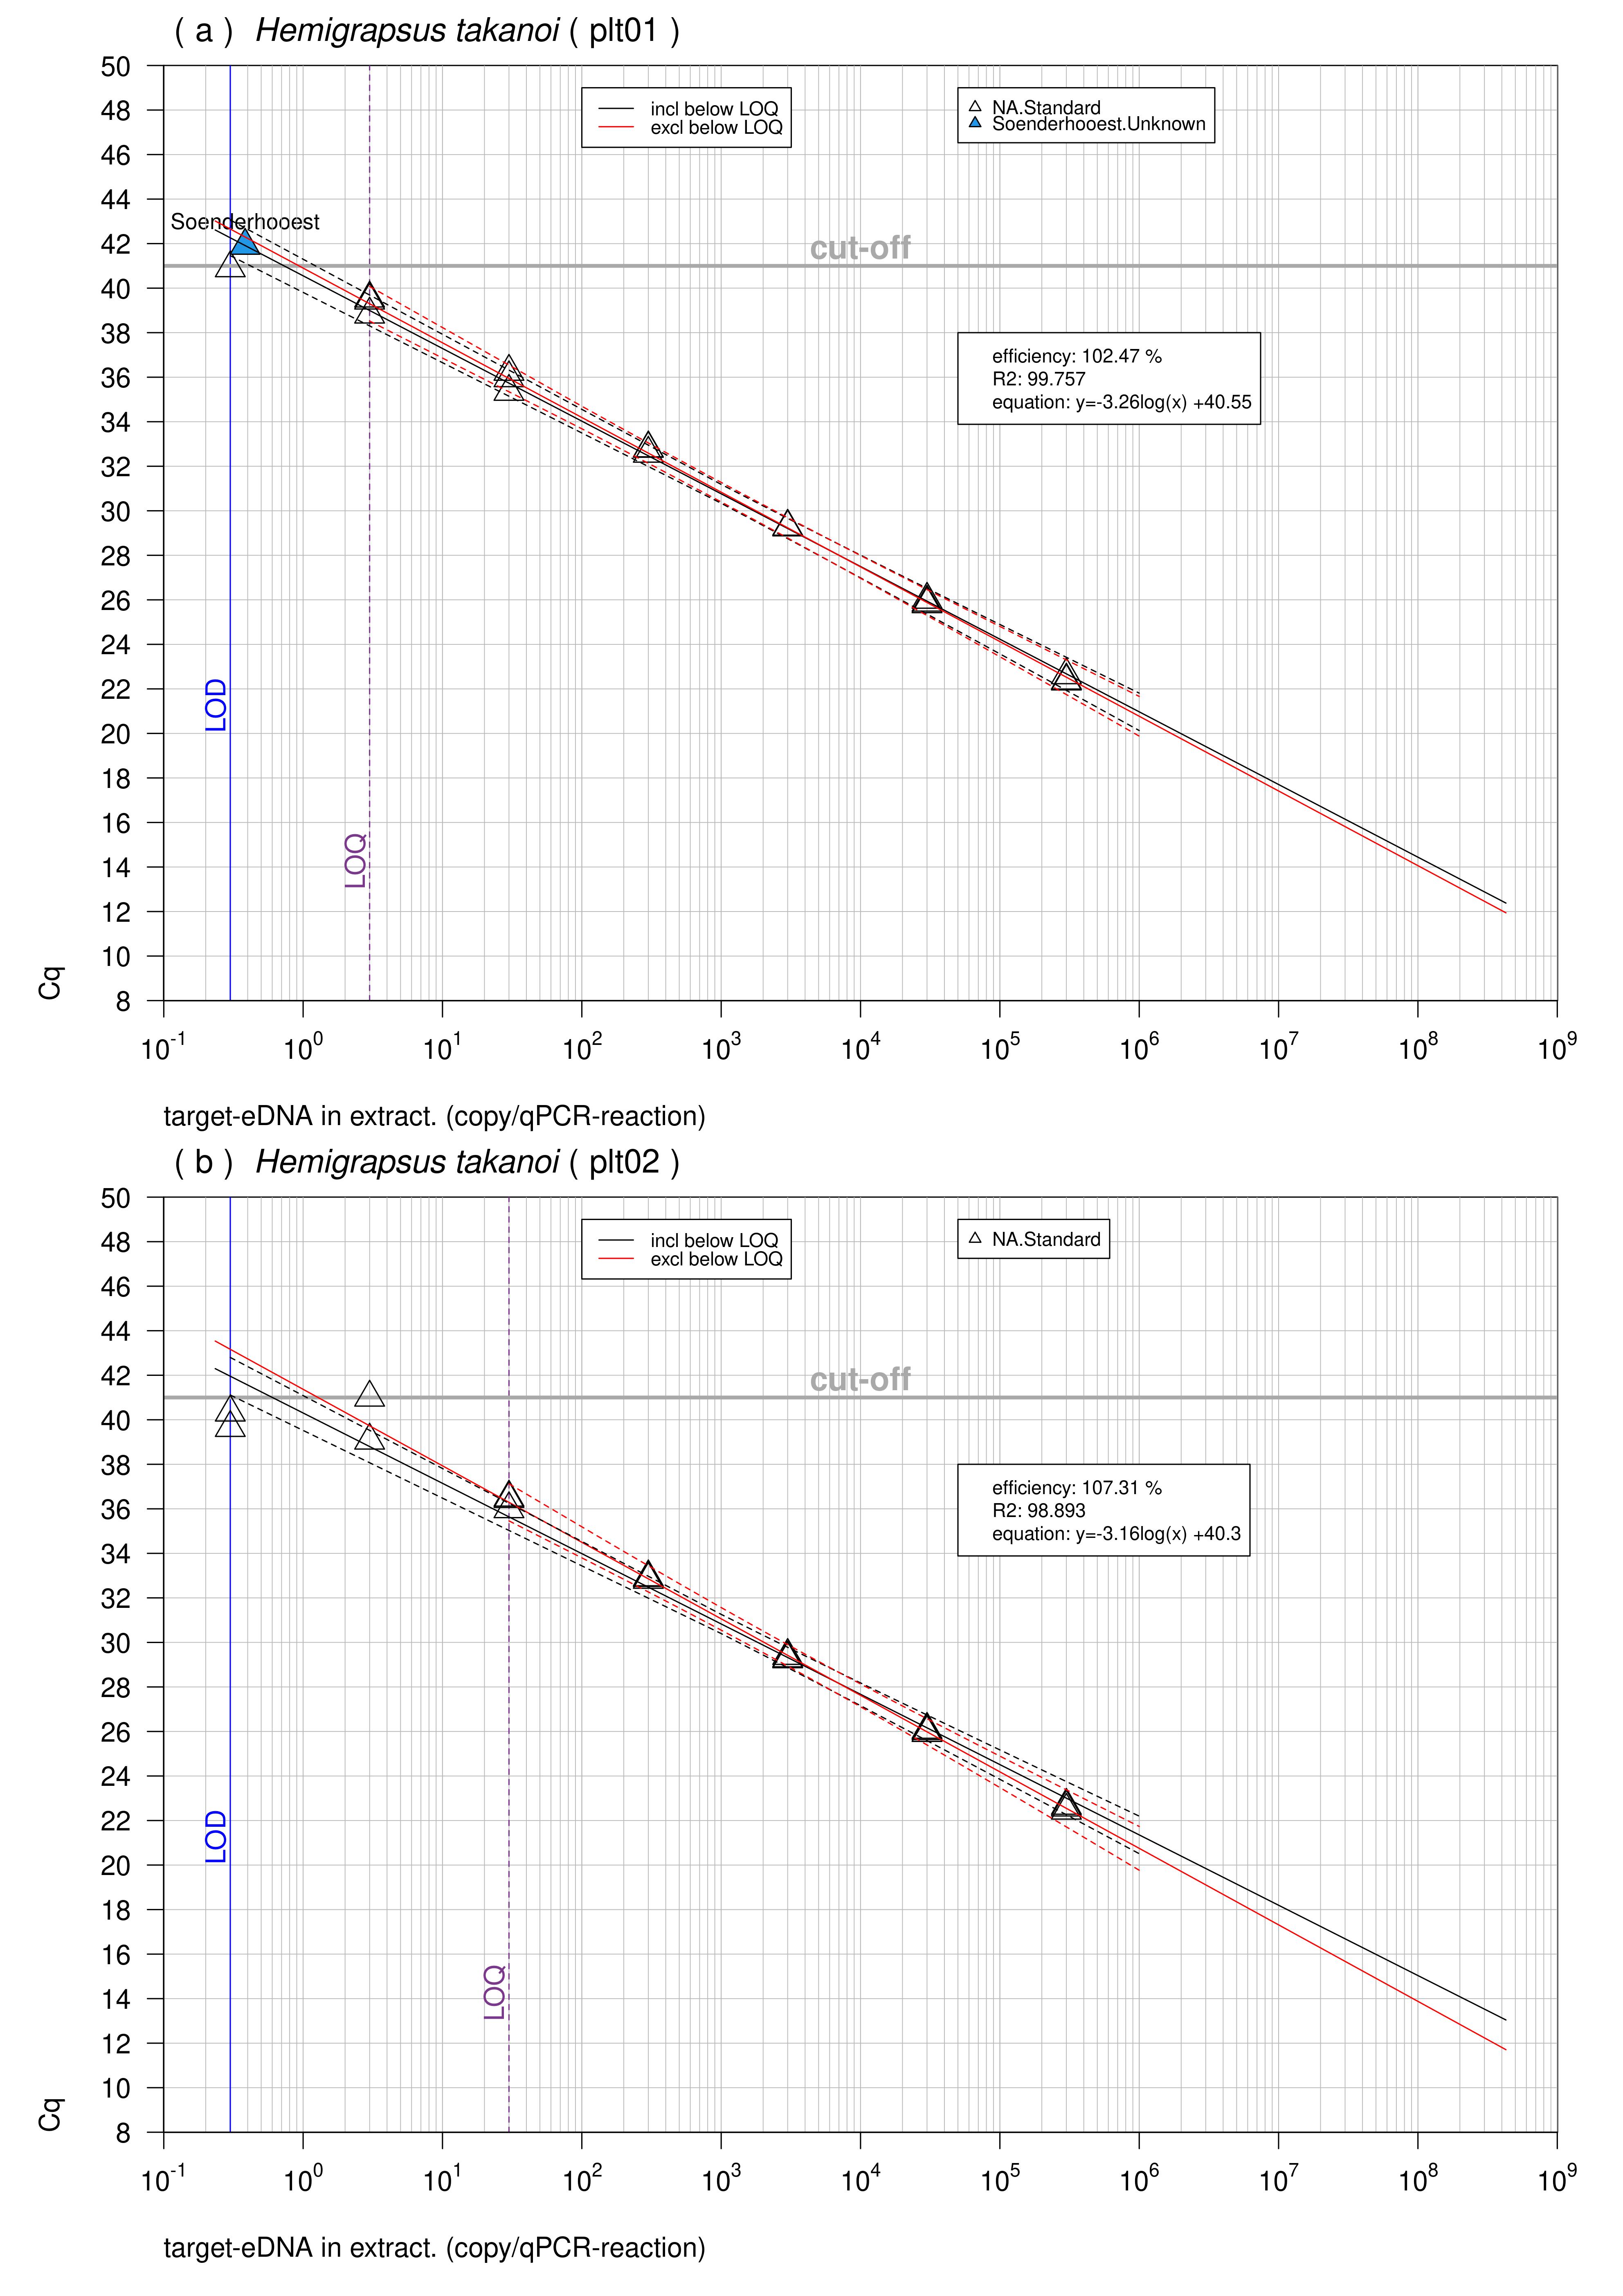 ( a ) Hemigrapsus takanoi ( plt01 )
50
48
46
44
42
40
38
36
34
32
30
28
26
24
22
20
18
16
14
12
10
8
Cq
incl below LOQ
excl below LOQ
NA.Standard
Soenderhooest.Unknown
Soenderhooest
cut-off
efficiency: 102.47 %
R2: 99.757
equation: y=-3.26log(x) +40.55
LOD
LOQ
10-1 100 101 102 103 104 105 106 107 108 109
target-eDNA in extract. (copy/qPCR-reaction)
( b ) Hemigrapsus takanoi ( plt02 )
50
48
46
44
42
40
38
36
34
32
30
28
26
24
22
20
18
16
14
12
10
8
Cq
incl below LOQ
excl below LOQ
NA.Standard
cut-off
efficiency: 107.31 %
R2: 98.893
equation: y=-3.16log(x) +40.3
LOD
LOQ
10-1 100 101 102 103 104 105 106 107 108 109
target-eDNA in extract. (copy/qPCR-reaction)